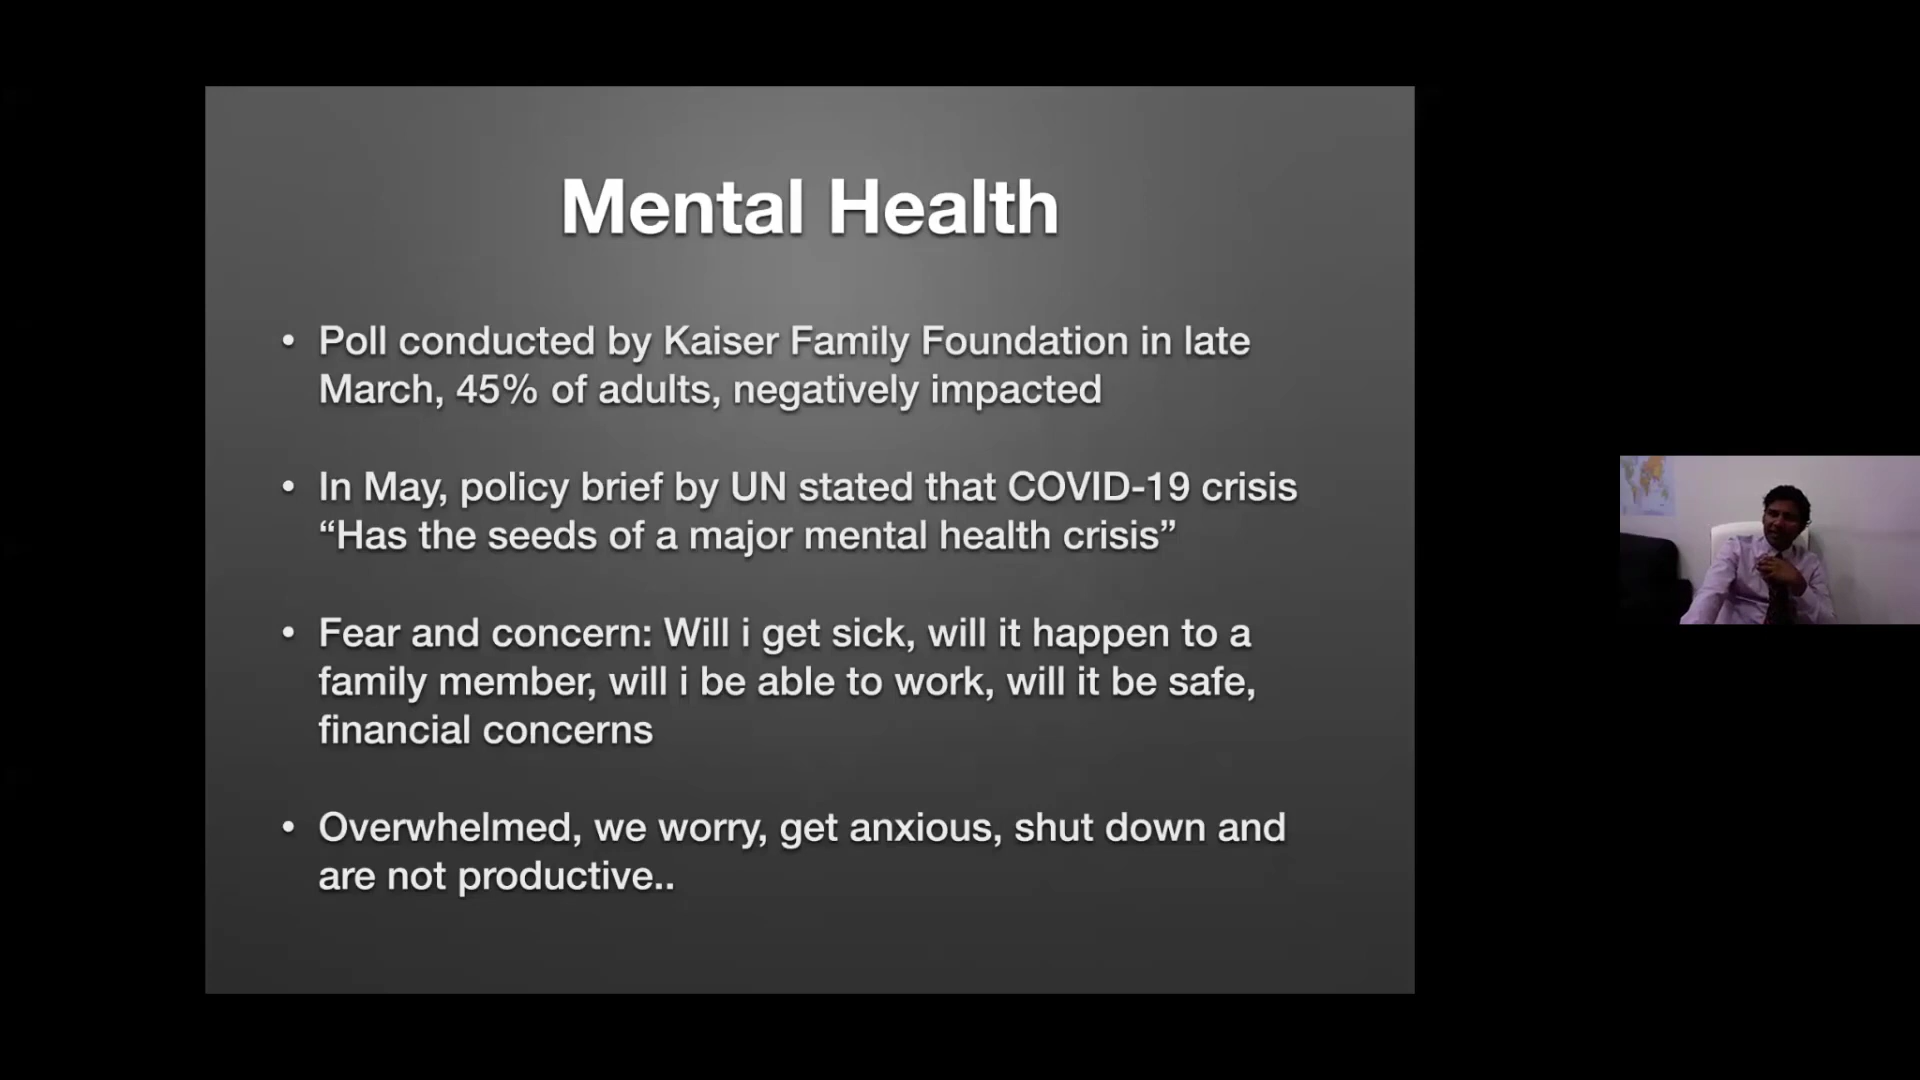 Mental Health
• Poll conducted by Kaiser Family Foundation in late
March, 45% of adults, negatively impacted
• In May, policy brief by UN stated that COVID-19 crisis
“Has the seeds of a major mental health crisis”
• Fear and concern: Will i get sick, will it happen to a
family member, will i be able to work, will it be safe,
financial concerns
• Overwhelmed, we worry, get anxious, shut down and
are not productive..